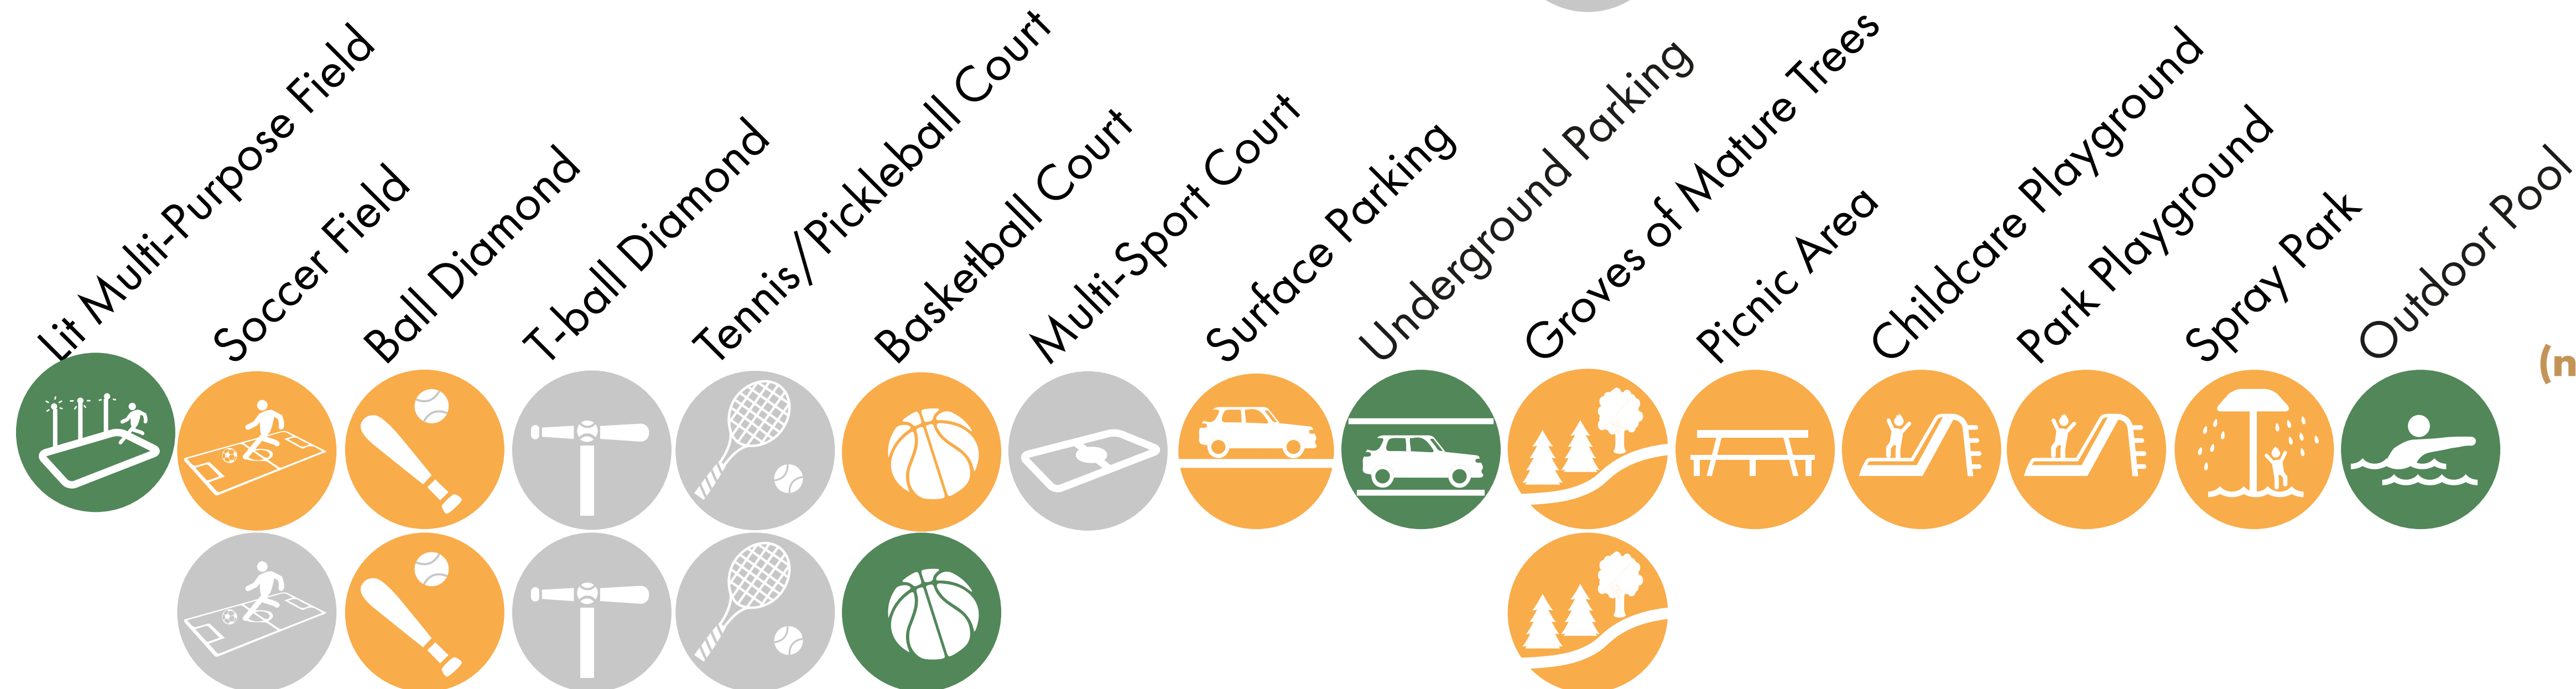 Lit Multi-Purpose Field
Soccer Field
Ball Diamond
T-ball Diamond
Tennis/Pickleball Court
Basketball Court
Multi-Sport Court
Surface Parking
Underground Parking
Groves of Mature Trees
Picnic Area
Childcare Playground
Park Playground
Spray Park
Outdoor Pool
(n